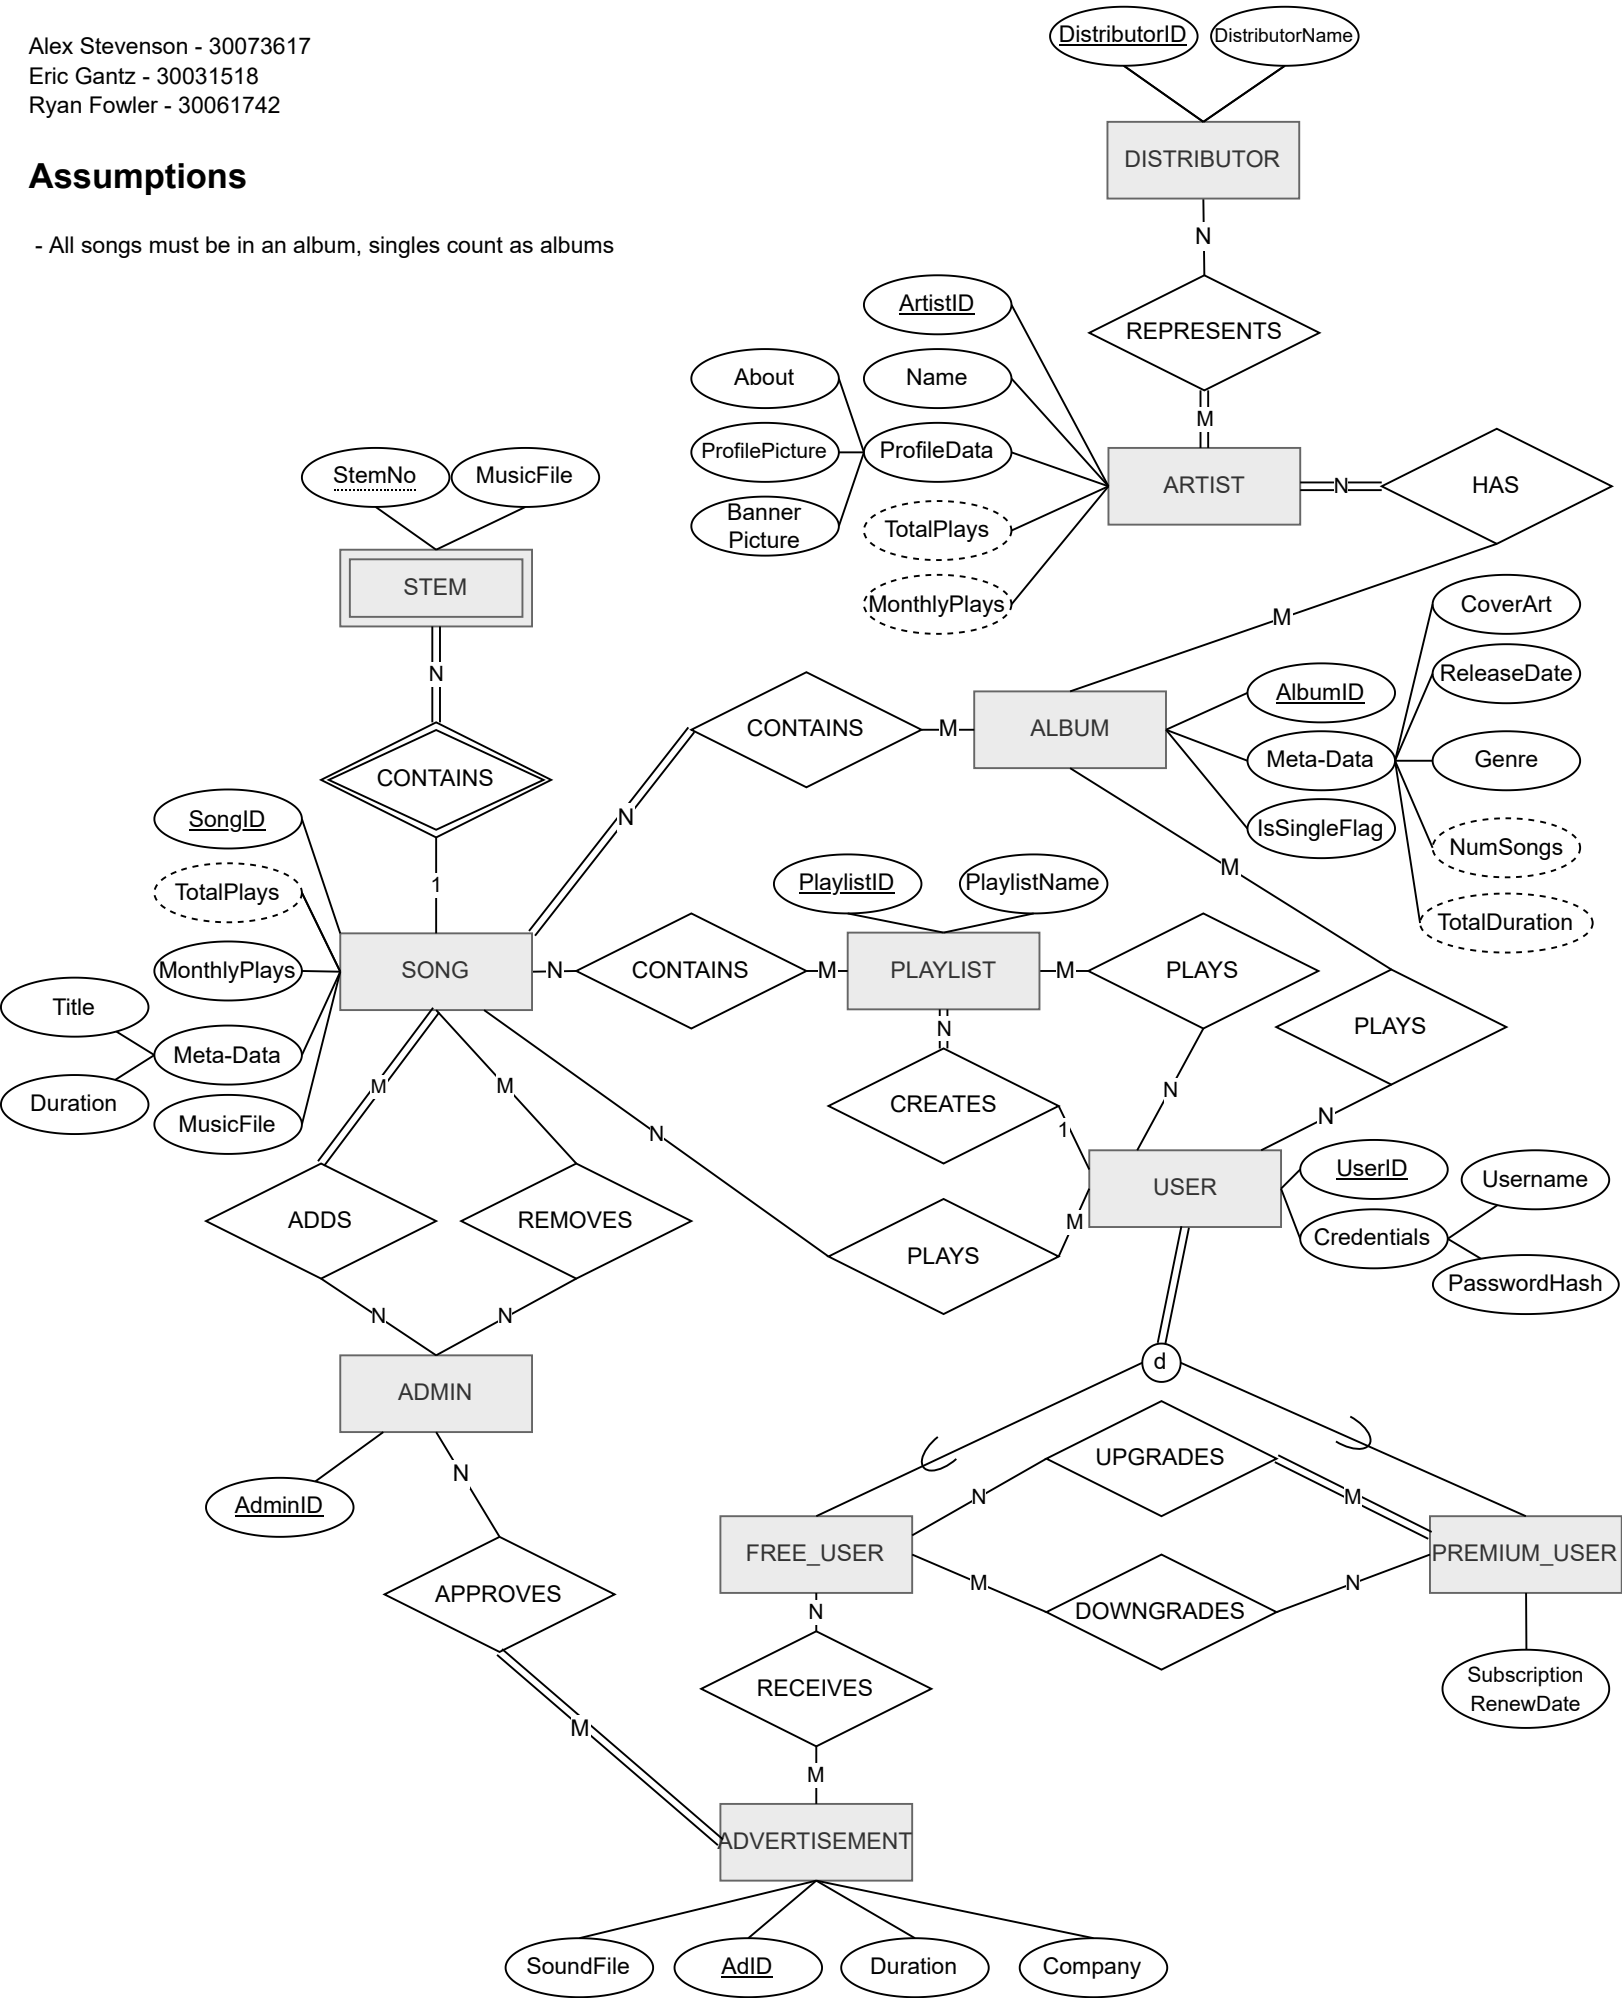 Alex Stevenson - 30073617
Eric Gantz - 30031518
Ryan Fowler - 30061742
Assumptions
- All songs must be in an album, singles count as albums
DistributorID
DistributorName
DISTRIBUTOR
N
REPRESENTS
M
ArtistID
Name
About
ProfilePicture
ProfileData
Banner
Picture
TotalPlays
MonthlyPlays
ARTIST
N
HAS
M
StemNo
MusicFile
STEM
N
CONTAINS
1
CONTAINS
M
N
ALBUM
AlbumID
Meta-Data
IsSingleFlag
CoverArt
ReleaseDate
Genre
NumSongs
TotalDuration
M
SongID
TotalPlays
MonthlyPlays
Title
Meta-Data
Duration
MusicFile
SONG
N
CONTAINS
M
PlaylistID
PlaylistName
PLAYLIST
M
PLAYS
N
PLAYS
N
N
CREATES
1
M
M
N
ADDS
REMOVES
PLAYS
M
USER
UserID
Username
Credentials
PasswordHash
N
N
ADMIN
AdminID
N
APPROVES
M
d
UPGRADES
N
M
FREE_USER
PREMIUM_USER
M
DOWNGRADES
N
N
RECEIVES
M
Subscription
RenewDate
ADVERTISEMENT
SoundFile
AdID
Duration
Company